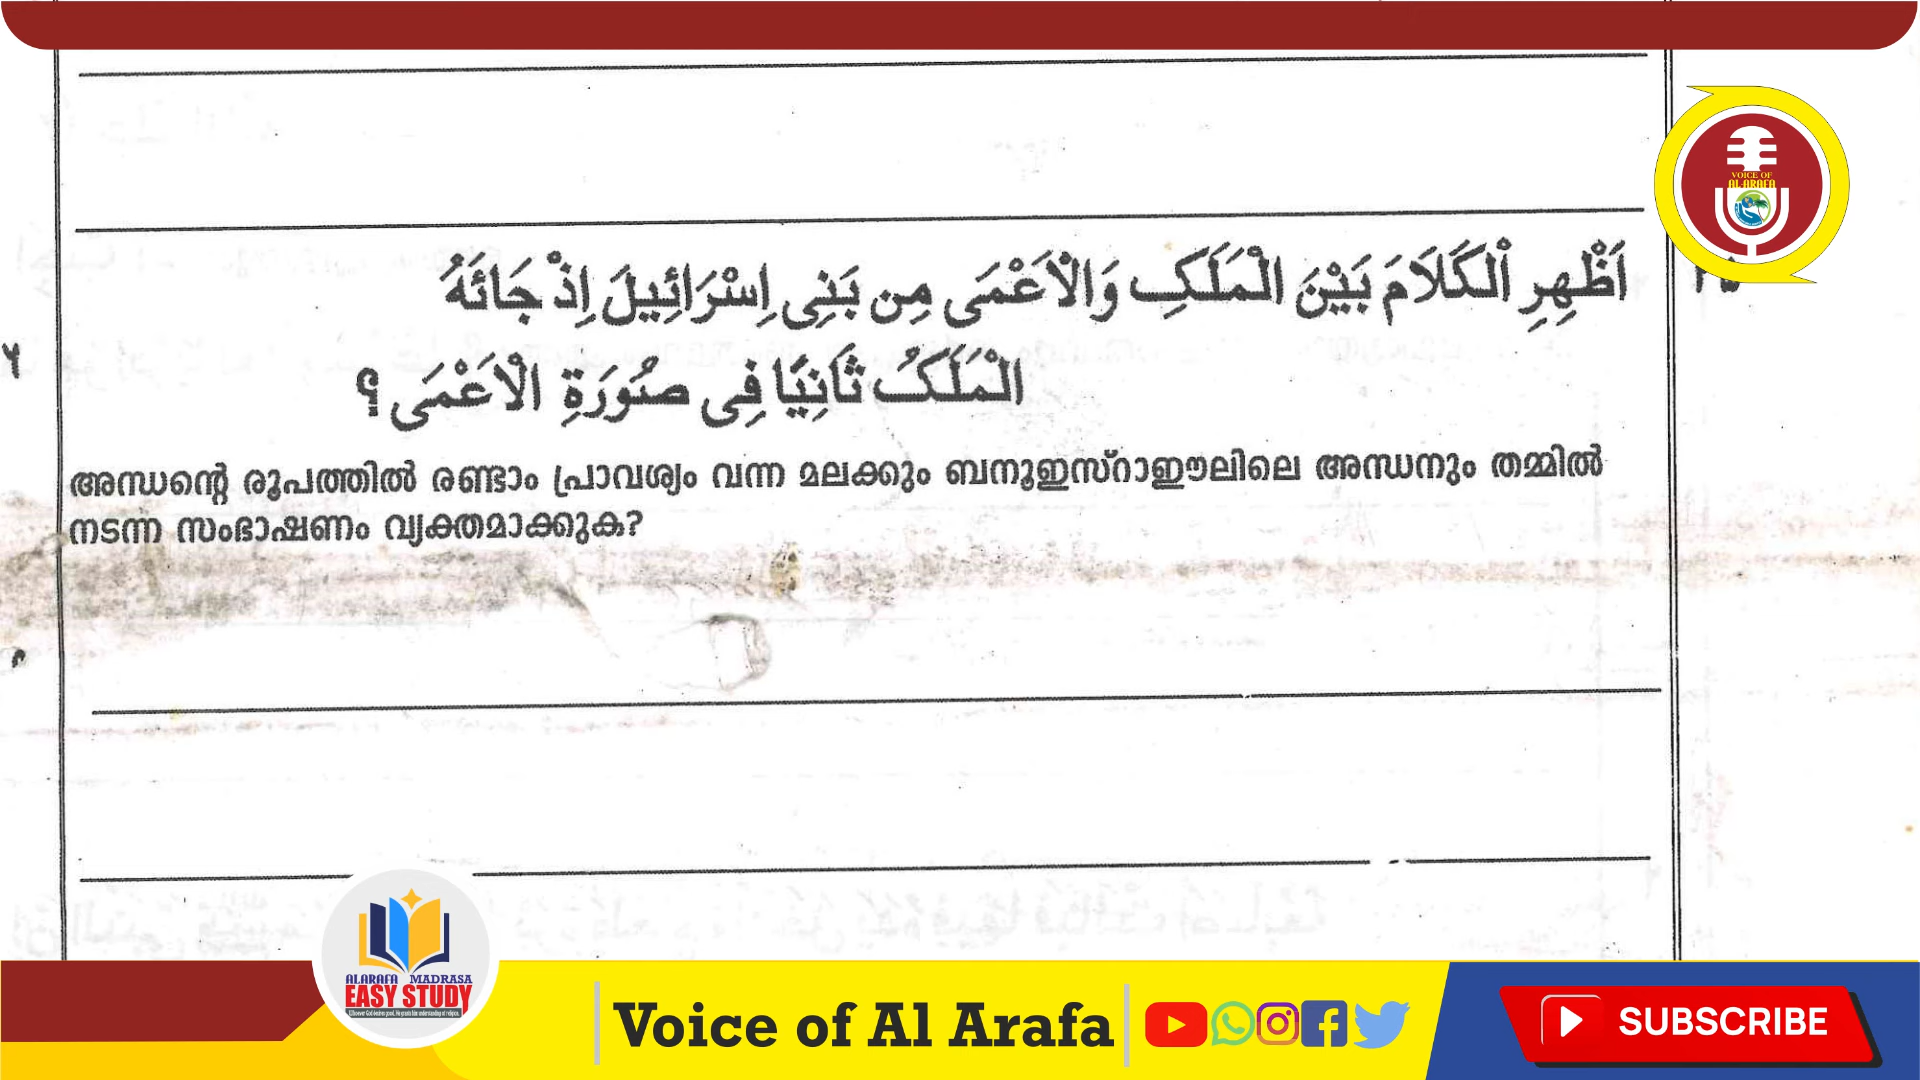 VOICE OF
AL ARAFA
اَظْهِرِ الْكَلَامَ بَيْنَ الْمَلَكِ وَالْاَعْمَى مِن بَنِى اِسْرَائِيلَ اِذْ جَائَهُ
الْمَلَكُ ثَانِيًا فِى صُورَةِ الْاَعْمَى؟
അന്ധന്റെ രൂപത്തിൽ രണ്ടാം പ്രാവശ്യം വന്ന മലക്കും ബനൂഇസ്റാഈലിലെ അന്ധനും തമ്മിൽ
നടന്ന സംഭാഷണം വ്യക്തമാക്കുക?
ALARAFA MADRASA
EASY STUDY
Voice of Al Arafa
SUBSCRIBE